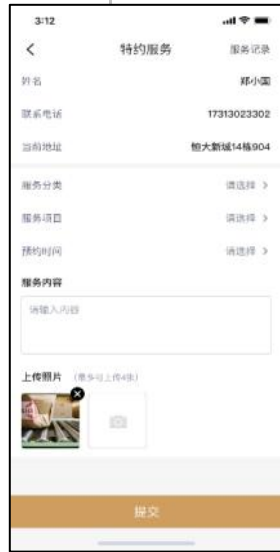 3:12
特约服务 服务记录
姓名 郑小国
联系电话 17313023302
当前地址 恒大新城14栋904
服务分类 请选择
服务项目 请选择
预约时间 请选择
服务内容
请输入内容
上传照片 (最多可上传4张)
提交